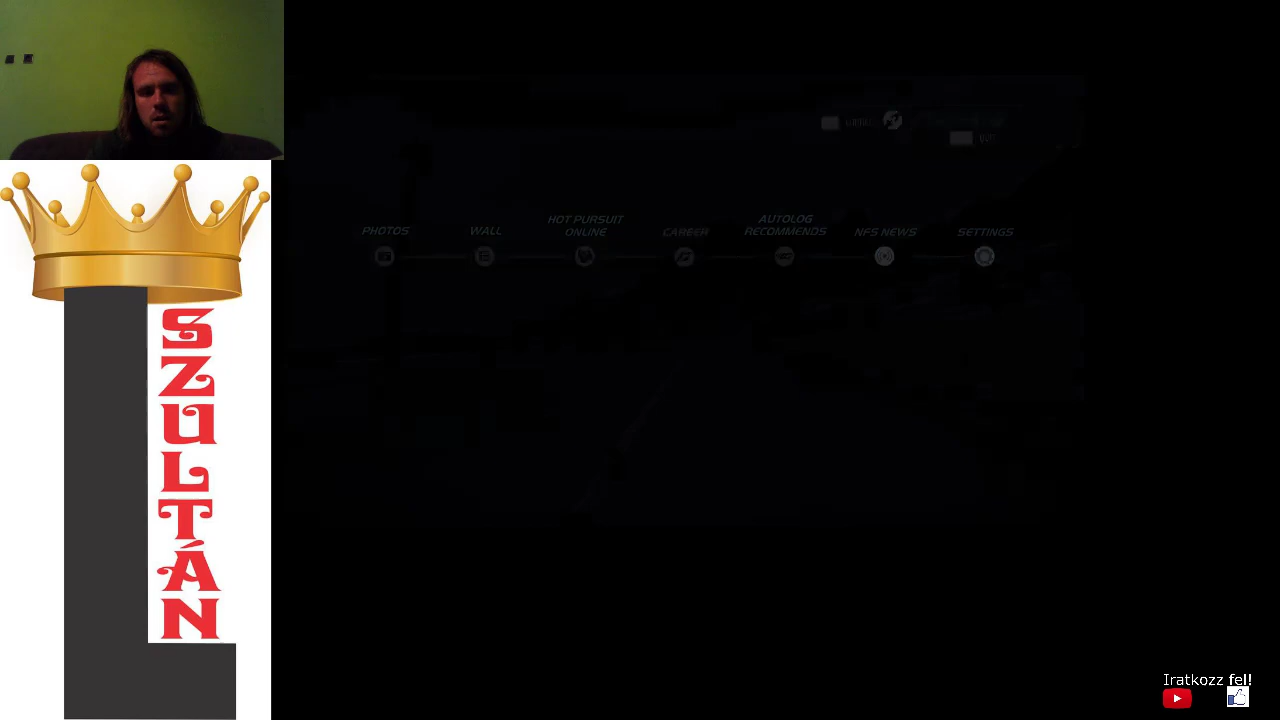 PHOTOS
WALL
HOT PURSUIT
ONLINE
CAREER
AUTOLOG
RECOMMENDS
NFS NEWS
SETTINGS
L
SZULTÁN
Iratkozz fel!